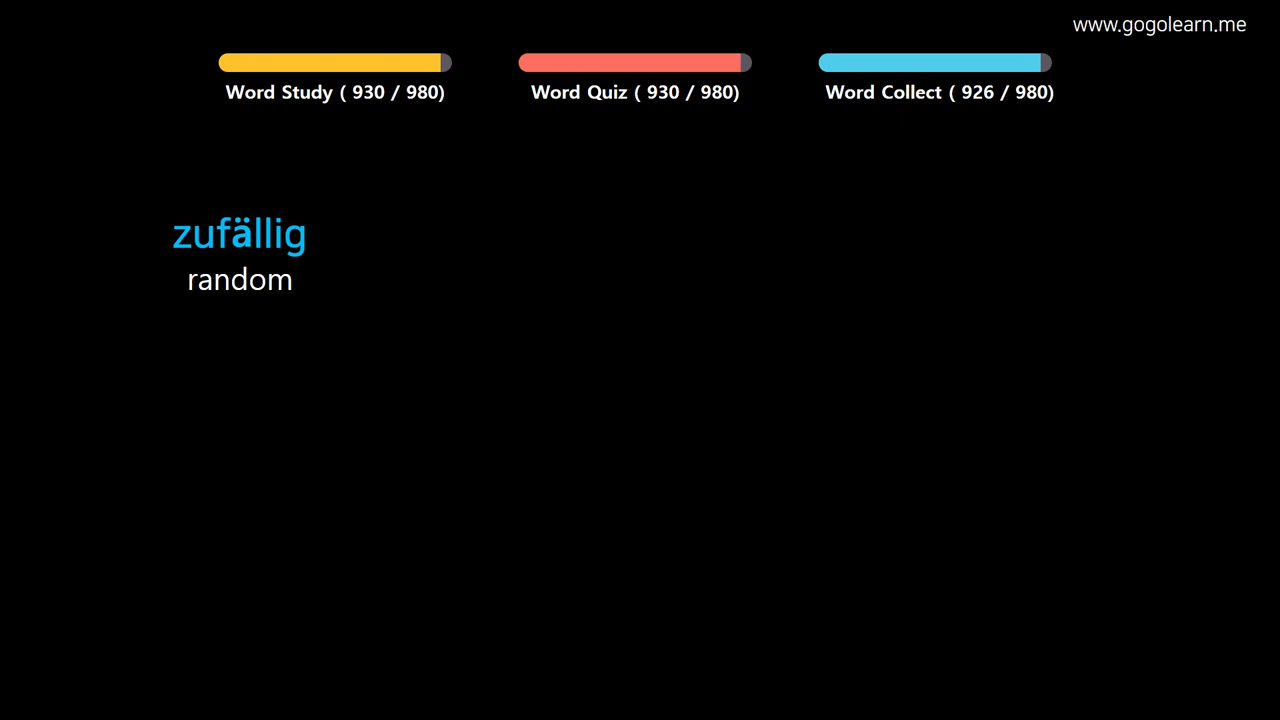 www.gogolearn.me
Word Study ( 930 / 980)
Word Quiz ( 930 / 980)
Word Collect ( 926 / 980)
zufällig
random